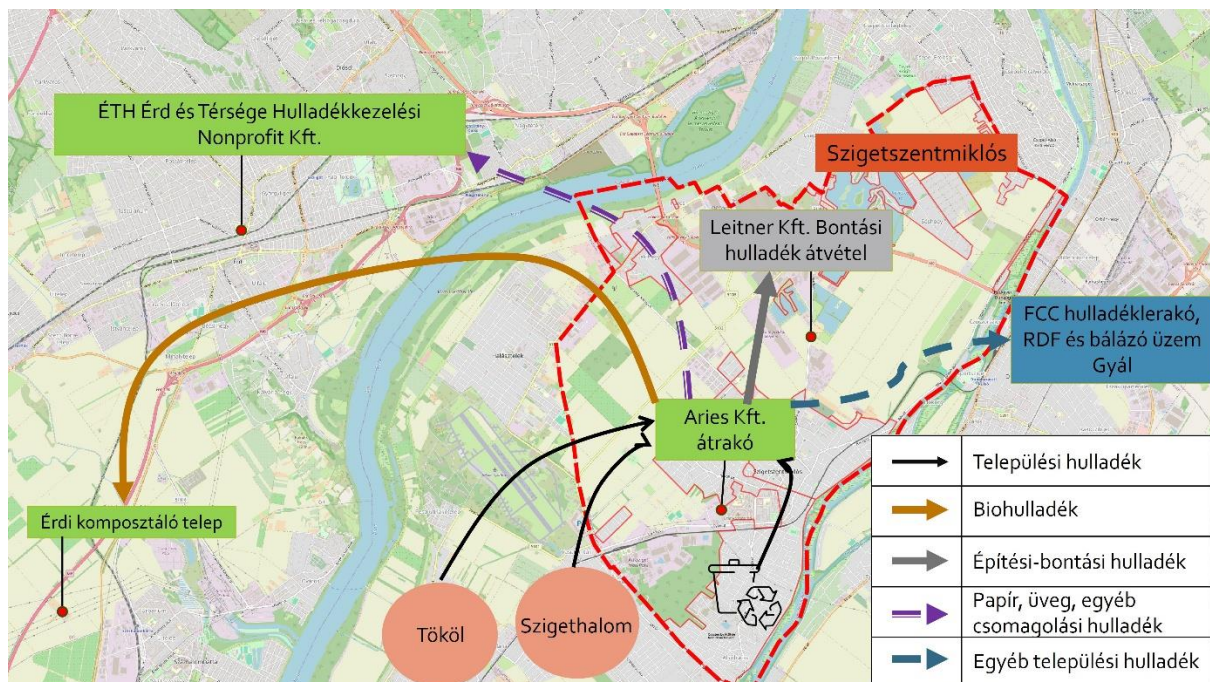 ÉTH Érd és Térsége Hulladékkezelési
Nonprofit Kft.
Szigetszentmiklós
Leitner Kft. Bontási
hulladék átvétel
FCC hulladéklerakó,
RDF és bálázó üzem
Gyál
Aries Kft.
átrakó
Érdi komposztáló telep
Tököl
Szigethalom
Települési hulladék
Biohulladék
Építési-bontási hulladék
Papír, üveg, egyéb
csomagolási hulladék
Egyéb települési hulladék